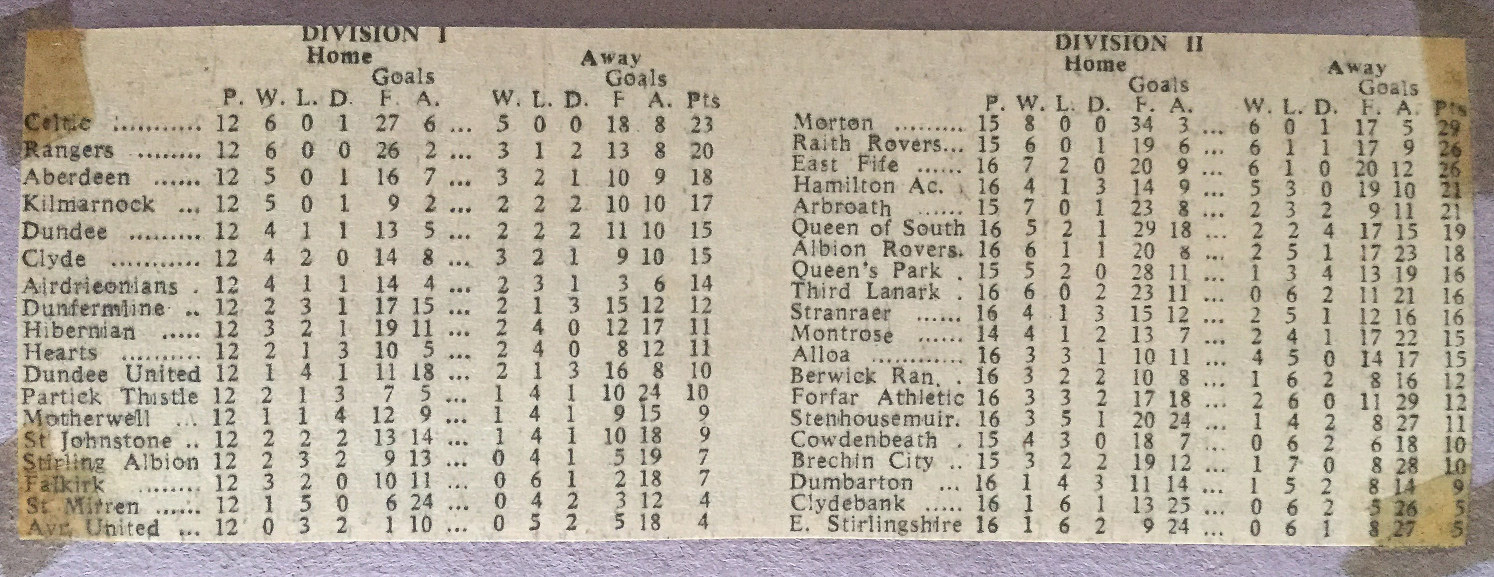 DIVISION I
Home Away
Goals Goals
P. W. L. D. F. A. W. L. D. F A. Pts
Celtic ........... 12 6 0 1 27 6 ... 5 0 0 18 8 23
Rangers ......... 12 6 0 0 26 2 ... 3 1 2 13 8 20
Aberdeen ...... 12 5 0 1 16 7 ... 3 2 1 10 9 18
Kilmarnock ... 12 5 0 1 9 2 ... 2 2 2 10 10 17
Dundee ......... 12 4 1 1 13 5 ... 2 2 2 11 10 15
Clyde ........... 12 4 2 0 14 8 ... 3 2 1 9 10 15
Airdrieonians . 12 4 1 1 14 4 ... 2 3 1 3 6 14
Dunfermline .. 12 2 3 1 17 15 ... 2 1 3 15 12 12
Hibernian ..... 12 3 2 1 19 11 ... 2 4 0 12 17 11
Hearts .......... 12 2 1 3 10 5 ... 2 4 0 8 12 11
Dundee United 12 1 4 1 11 18 ... 2 1 3 16 8 10
Partick Thistle 12 2 1 3 7 5 ... 1 4 1 10 24 10
Motherwell ... 12 1 1 4 12 9 ... 1 4 1 9 15 9
St Johnstone .. 12 2 2 2 13 14 ... 1 4 1 10 18 9
Stirling Albion 12 2 3 2 9 13 ... 0 4 1 5 19 7
Falkirk ........ 12 3 2 0 10 11 ... 0 6 1 2 18 7
St Mirren ...... 12 1 5 0 6 24 ... 0 4 2 3 12 4
Ayr United ... 12 0 3 2 1 10 ... 0 5 2 5 18 4
DIVISION II
Home Away
Goals Goals
P. W. L. D. F. A. W. L. D. F. A. Pts
Morton ......... 15 8 0 0 34 3 ... 6 0 1 17 5 29
Raith Rovers... 15 6 0 1 19 6 ... 6 1 1 17 9 26
East Fife ...... 16 7 2 0 20 9 ... 6 1 0 20 12 26
Hamilton Ac. . 16 4 1 3 14 9 ... 5 3 0 19 10 21
Arbroath ...... 15 7 0 1 23 8 ... 2 3 2 9 11 21
Queen of South 16 5 2 1 29 18 ... 2 2 4 17 15 19
Albion Rovers. 16 6 1 1 20 8 ... 2 5 1 17 23 18
Queen's Park . 15 5 2 0 28 11 ... 1 3 4 13 19 16
Third Lanark . 16 6 0 2 23 11 ... 0 6 2 11 21 16
Stranraer ...... 16 4 1 3 15 12 ... 2 5 1 12 16 16
Montrose ...... 14 4 1 2 13 7 ... 2 4 1 17 22 15
Alloa ............ 16 3 3 1 10 11 ... 4 5 0 14 17 15
Berwick Ran. . 16 3 2 2 10 8 ... 1 6 2 8 16 12
Forfar Athletic 16 3 3 2 17 18 ... 2 6 0 11 29 12
Stenhousemuir. 16 3 5 1 20 24 ... 1 4 2 8 27 11
Cowdenbeath . 15 4 3 0 18 7 ... 0 6 2 6 18 10
Brechin City .. 15 3 2 2 19 12 ... 1 7 0 8 28 10
Dumbarton ... 16 1 4 3 11 14 ... 1 5 2 8 14 9
Clydebank .... 16 1 6 1 13 25 ... 0 6 2 5 26 5
E. Stirlingshire 16 1 6 2 9 24 ... 0 6 1 8 27 5